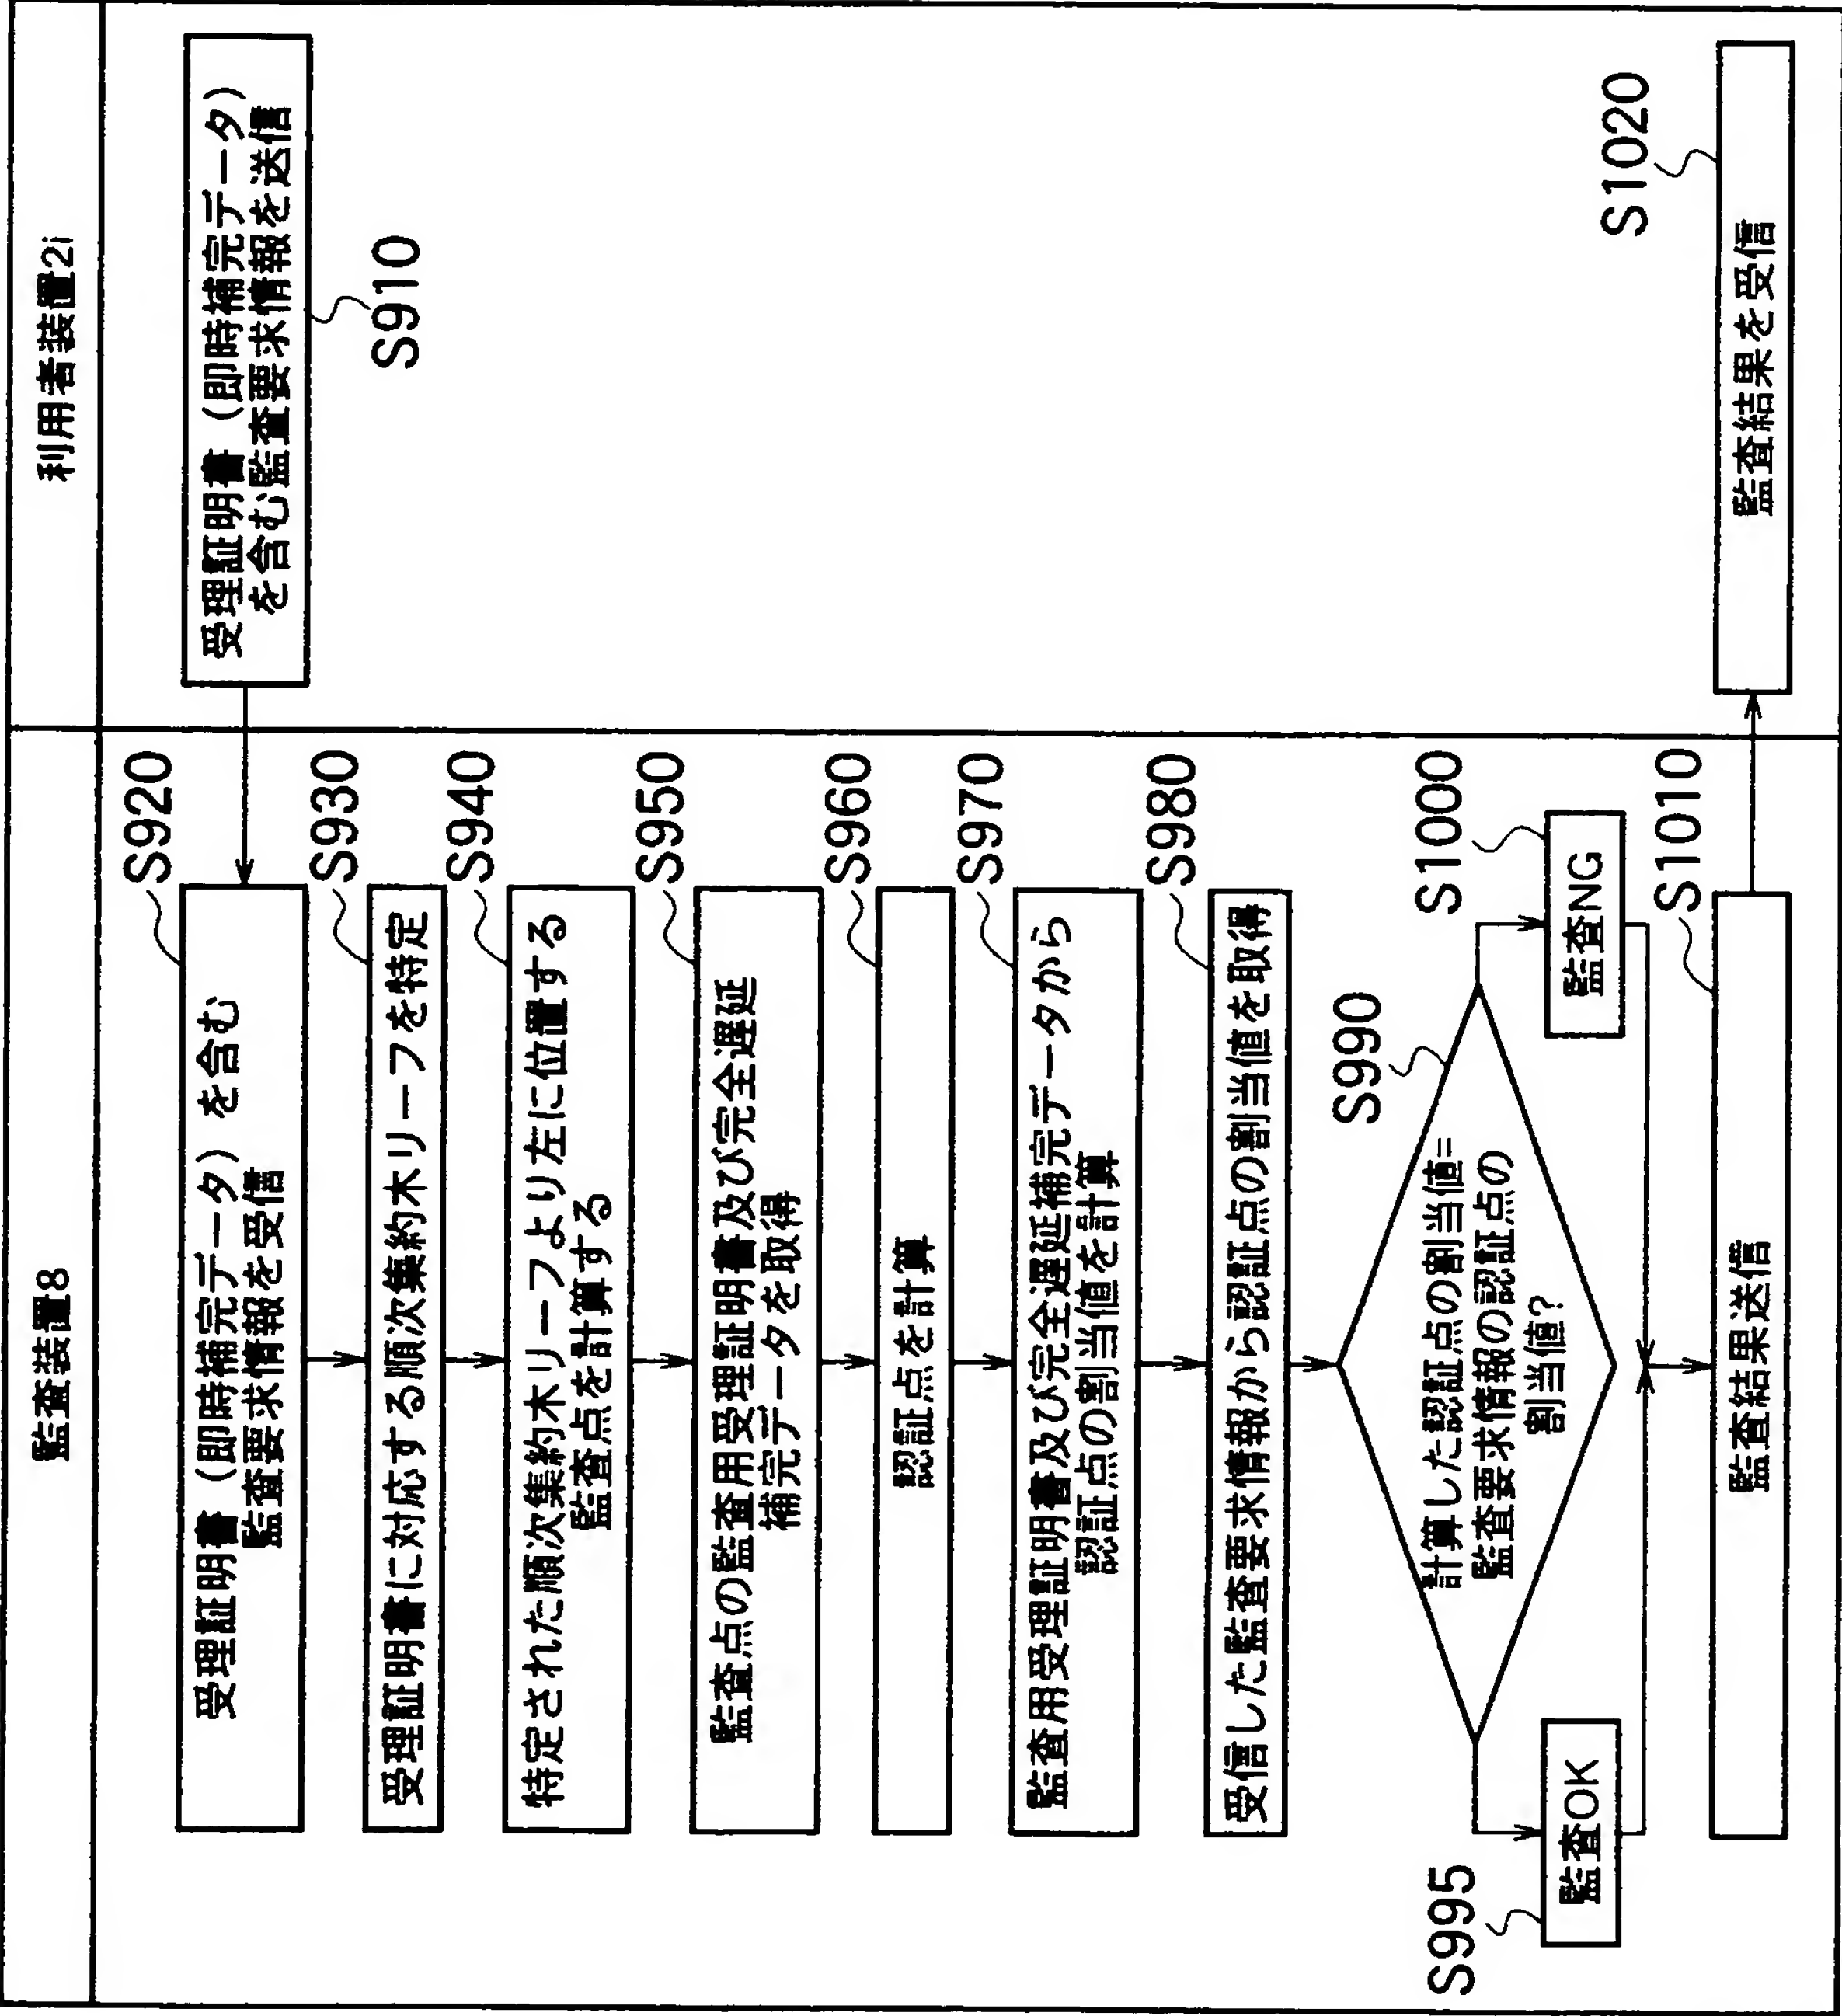 監査装置8
利用者装置2i
受理証明書（即時補完データ）
を含む監査要求情報を送信
S910
S920
受理証明書（即時補完データ）を含む
監査要求情報を受信
S930
受理証明書に対応する順次集約木リーフを特定
S940
特定された順次集約木リーフより左に位置する
監査点を計算する
S950
監査点の監査用受理証明書及び完全遅延
補完データを取得
S960
認証点を計算
S970
監査用受理証明書及び完全遅延補完データから
認証点の割当値を計算
S980
受信した監査要求情報から認証点の割当値を取得
S990
計算した認証点の割当値=
監査要求情報の認証点の
割当値?
S995
監査OK
S1000
監査NG
S1010
監査結果送信
S1020
監査結果を受信